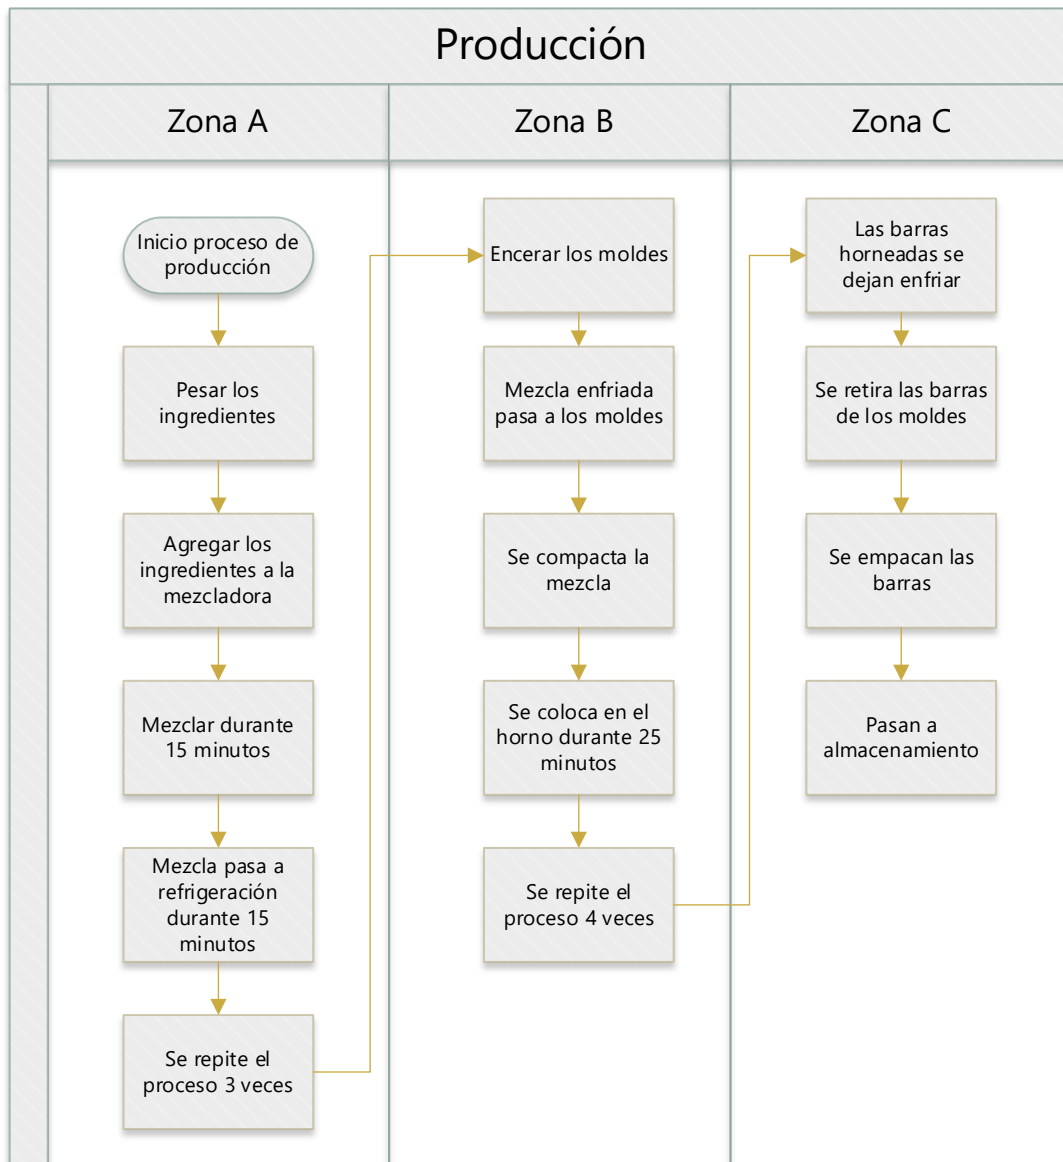 Producción
Zona A
Zona B
Zona C
Inicio proceso de
producción
Pesar los
ingredientes
Agregar los
ingredientes a la
mezcladora
Mezclar durante
15 minutos
Mezcla pasa a
refrigeración
durante 15
minutos
Se repite el
proceso 3 veces
Encerar los moldes
Mezcla enfriada
pasa a los moldes
Se compacta la
mezcla
Se coloca en el
horno durante 25
minutos
Se repite el
proceso 4 veces
Las barras
horneadas se
dejan enfriar
Se retira las barras
de los moldes
Se empacan las
barras
Pasan a
almacenamiento